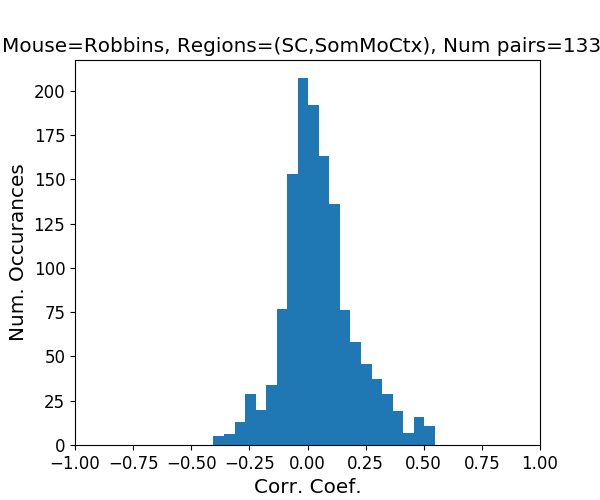 Mouse=Robbins, Regions=(SC,SomMoCtx), Num pairs=133
Num. Occurances
200
175
150
125
100
75
50
25
0
−1.00 −0.75 −0.50 −0.25 0.00 0.25 0.50 0.75 1.00
Corr. Coef.